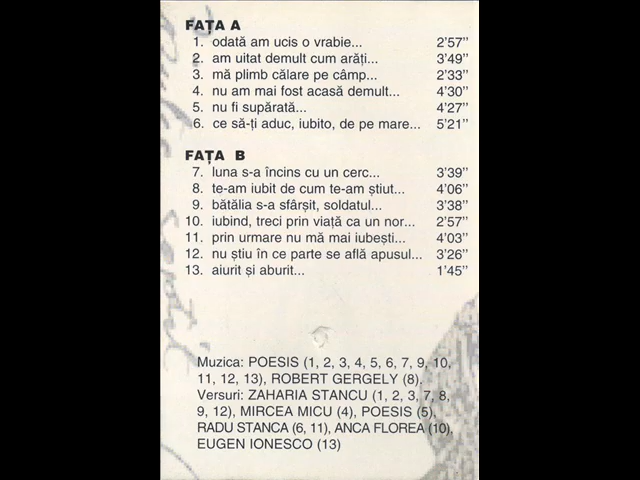 FAȚA A
1. odată am ucis o vrabie... 2’57’’
2. am uitat demult cum arăți... 3’49’’
3. mă plimb călare pe câmp... 2’33’’
4. nu am mai fost acasă demult... 4’30’’
5. nu fi supărată... 4’27’’
6. ce să-ți aduc, iubito, de pe mare... 5’21’’
FAȚA B
7. luna s-a încins cu un cerc... 3’39’’
8. te-am iubit de cum te-am știut... 4’06’’
9. bătălia s-a sfârșit, soldatul... 3’38’’
10. iubind, treci prin viață ca un nor... 2’57’’
11. prin urmare nu mă mai iubești... 4’03’’
12. nu știu în ce parte se află apusul... 3’26’’
13. aiurit și aburit... 1’45’’
Muzica: POESIS (1, 2, 3, 4, 5, 6, 7, 9, 10,
11, 12, 13), ROBERT GERGELY (8).
Versuri: ZAHARIA STANCU (1, 2, 3, 7, 8,
9, 12), MIRCEA MICU (4), POESIS (5),
RADU STANCA (6, 11), ANCA FLOREA (10),
EUGEN IONESCO (13)